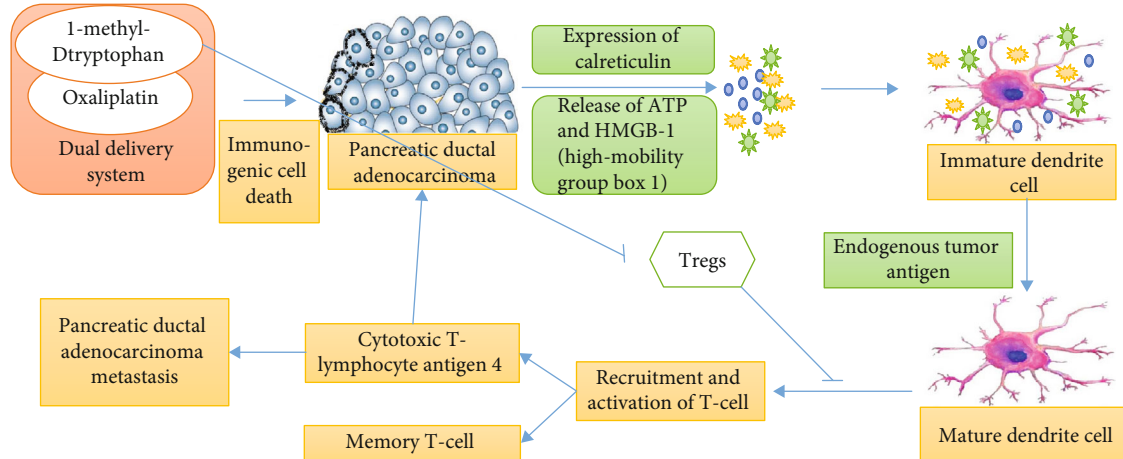 1-methyl-
Dtryptophan
Oxaliplatin
Dual delivery
system
Immuno-
genic cell
death
Pancreatic ductal
adenocarcinoma
Expression of
calreticulin
Release of ATP
and HMGB-1
(high-mobility
group box 1)
Immature dendrite
cell
Endogenous tumor
antigen
Tregs
Mature dendrite cell
Recruitment and
activation of T-cell
Cytotoxic T-
lymphocyte antigen 4
Memory T-cell
Pancreatic ductal
adenocarcinoma
metastasis